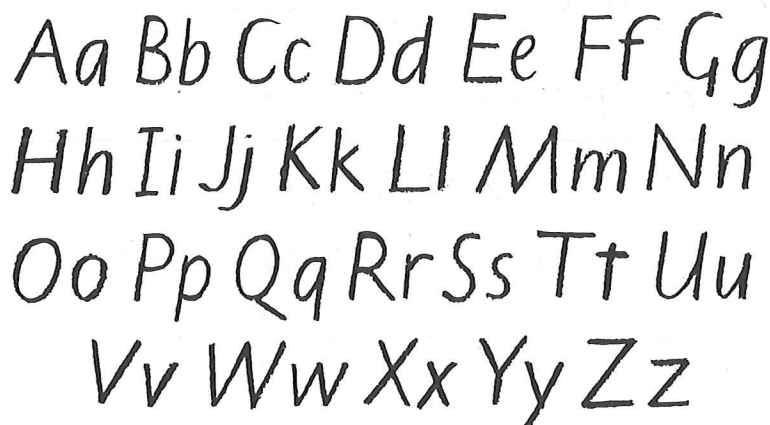 Aa Bb Cc Dd Ee Ff Gg
Hh Ii Jj Kk Ll Mm Nn
Oo Pp Qq Rr Ss Tt Uu
Vv Ww Xx Yy Zz